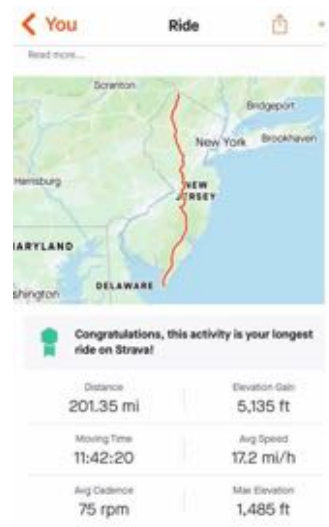 You
Ride
Read more...
Scranton
Bridgeport
New York
Brookhaven
Harrisburg
NEW
JERSEY
ARYLAND
DELAWARE
shington
Congratulations, this activity is your longest
ride on Strava!
Distance
Elevation Gain
201.35 mi
5,135 ft
Moving Time
Avg Speed
11:42:20
17.2 mi/h
Avg Cadence
Max Elevation
75 rpm
1,485 ft